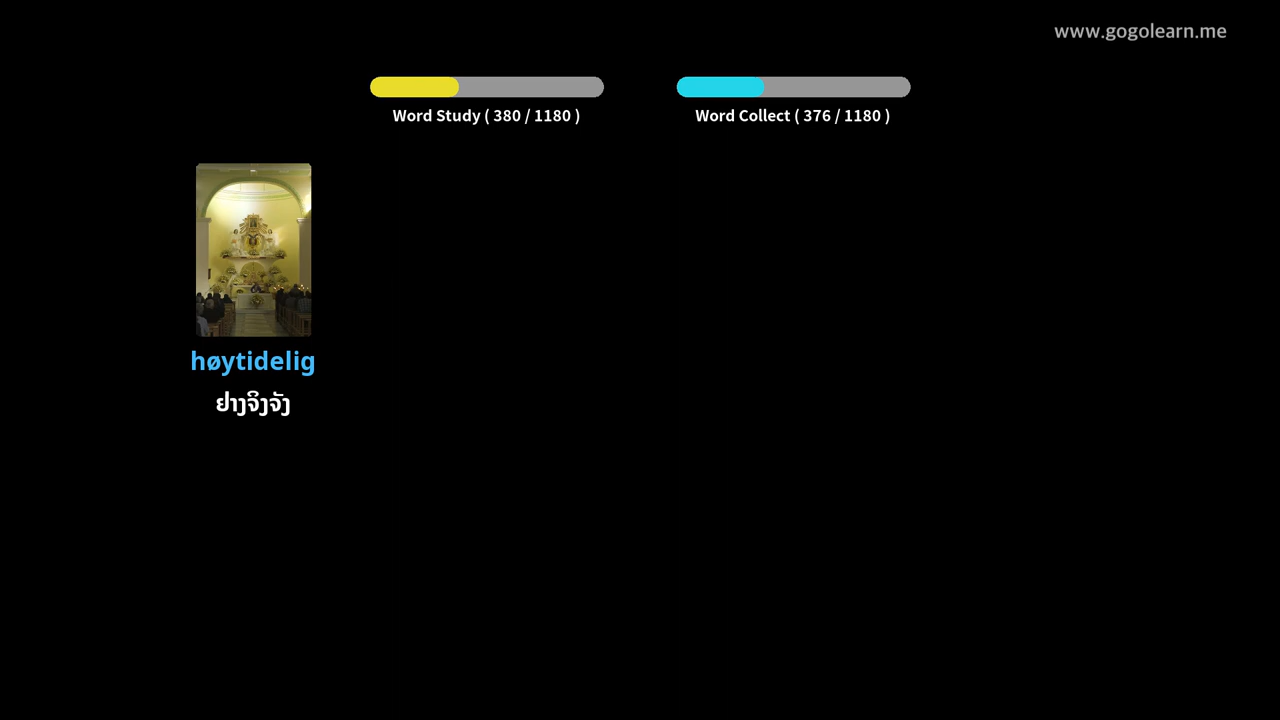 www.gogolearn.me
Word Study ( 380 / 1180 )
Word Collect ( 376 / 1180 )
høytidelig
ຢ່າງຈິງຈັງ